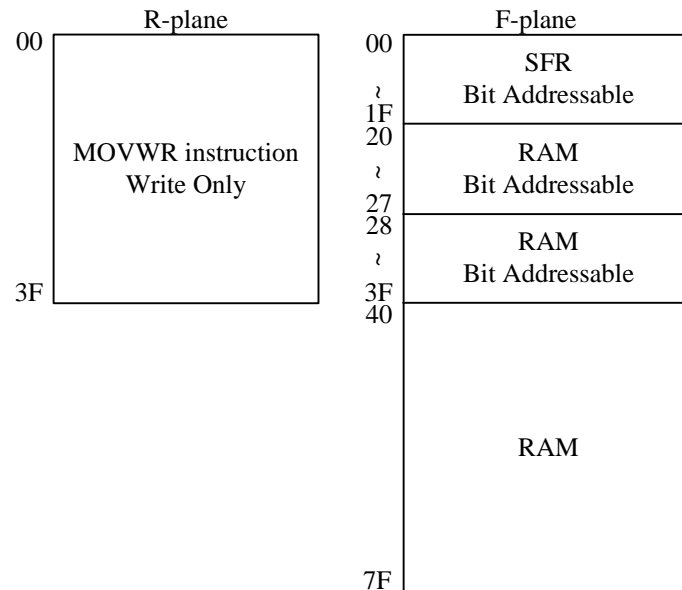 R-plane
00
MOVWR instruction
Write Only
3F
F-plane
00
SFR
~
Bit Addressable
1F
20
RAM
~
Bit Addressable
27
28
RAM
~
Bit Addressable
3F
40
RAM
7F